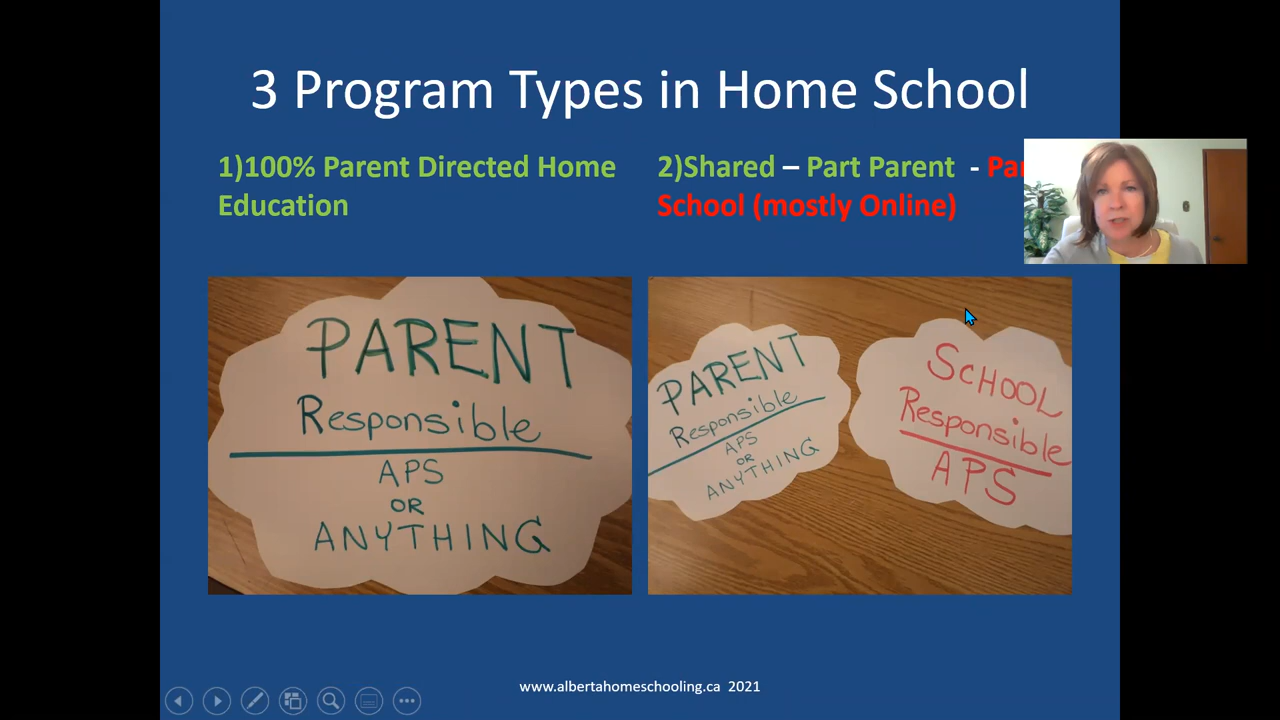 3 Program Types in Home School
1)100% Parent Directed Home
Education
2)Shared – Part Parent - 
School (mostly Online)
PARENT
Responsible
APS
OR
ANYTHING
PARENT
Responsible
APS
OR
ANYTHING
SCHOOL
Responsible
APS
www.albertahomeschooling.ca 2021